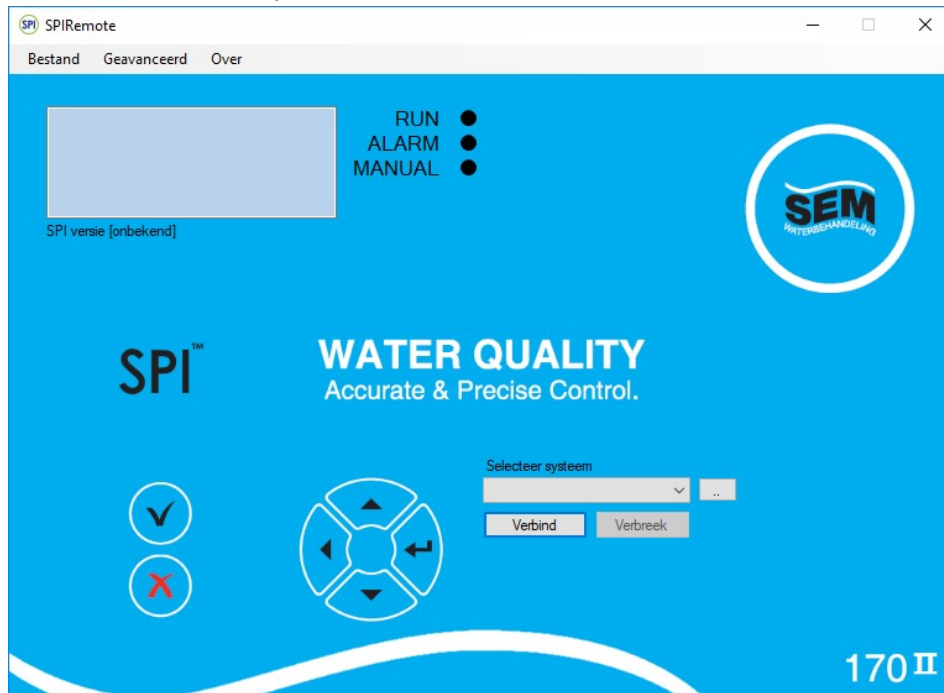 SPI SPIRemote
Bestand Geavanceerd Over
RUN
ALARM
MANUAL
SPI versie [onbekend]
SEM
WATERBEHANDELING
SPI™
WATER QUALITY
Accurate & Precise Control.
Selecteer systeem
..
Verbind Verbreek
170 II